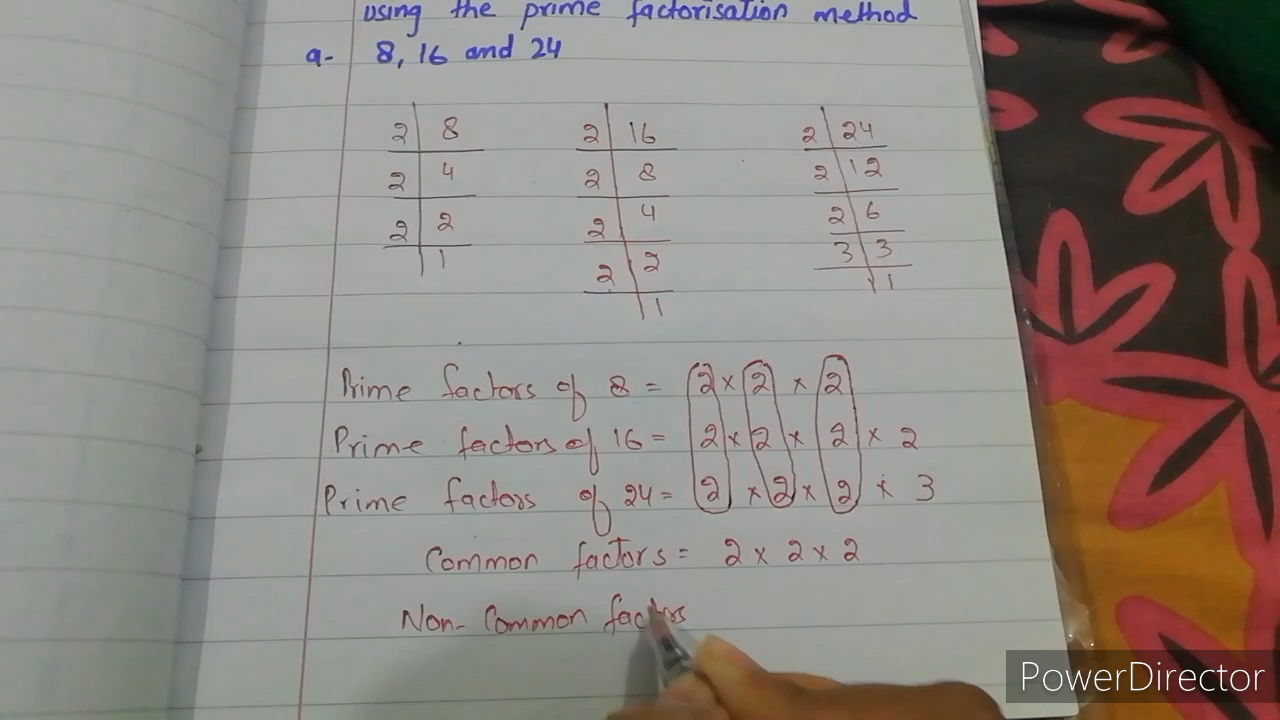 using the prime factorisation method
a- 8, 16 and 24
2 8
2 4
2 2
1
2 16
2 8
2 4
2 2
1
2 24
2 12
2 6
3 3
1
Prime factors of 8 = 2 × 2 × 2
Prime factors of 16 = 2 × 2 × 2 × 2
Prime factors of 24 = 2 × 2 × 2 × 3
Common factors = 2 × 2 × 2
Non-Common factors
PowerDirector